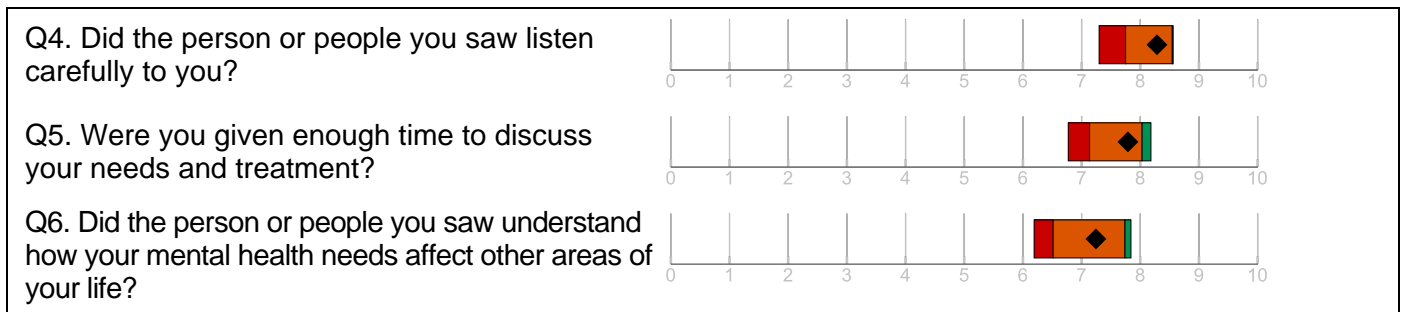 Q4. Did the person or people you saw listen
carefully to you?
0 1 2 3 4 5 6 7 8 9 10
Q5. Were you given enough time to discuss
your needs and treatment?
0 1 2 3 4 5 6 7 8 9 10
Q6. Did the person or people you saw understand
how your mental health needs affect other areas of
your life?
0 1 2 3 4 5 6 7 8 9 10